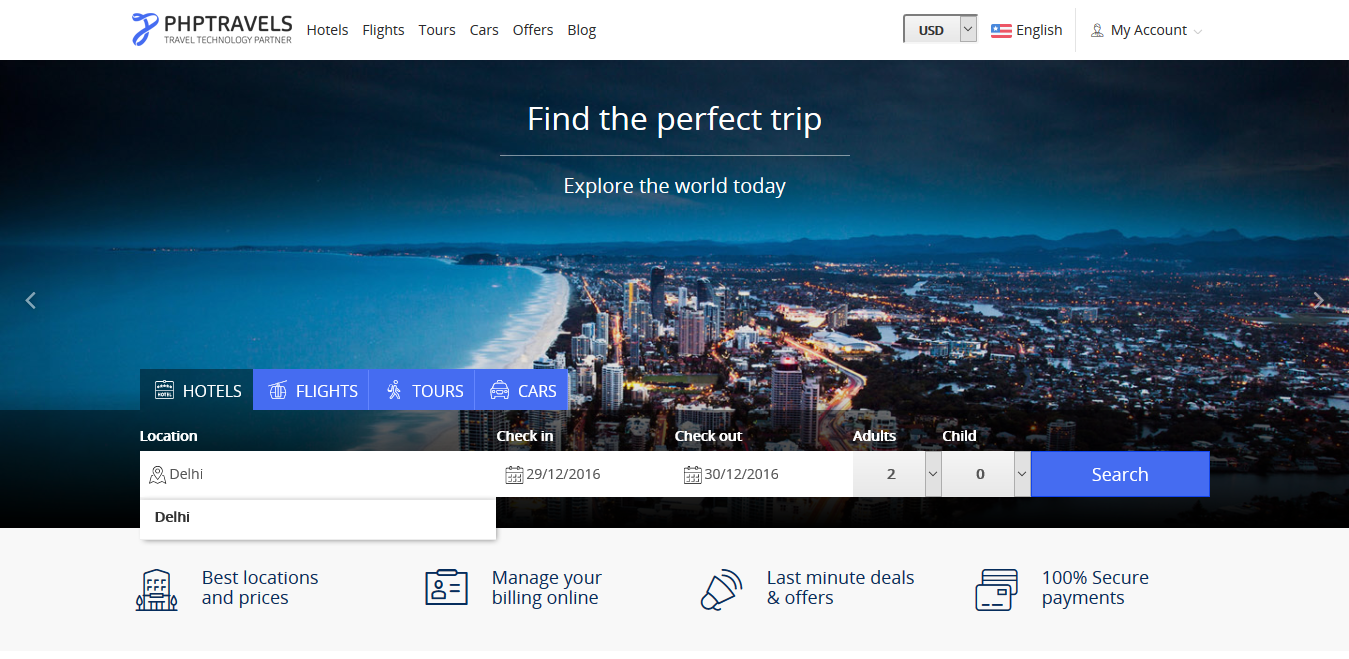 PHPTRAVELS
TRAVEL TECHNOLOGY PARTNER
Hotels Flights Tours Cars Offers Blog
USD English My Account
Find the perfect trip
Explore the world today
HOTELS FLIGHTS TOURS CARS
Location Check in Check out Adults Child
Delhi 29/12/2016 30/12/2016 2 0 Search
Delhi
Best locations
and prices
Manage your
billing online
Last minute deals
& offers
100% Secure
payments